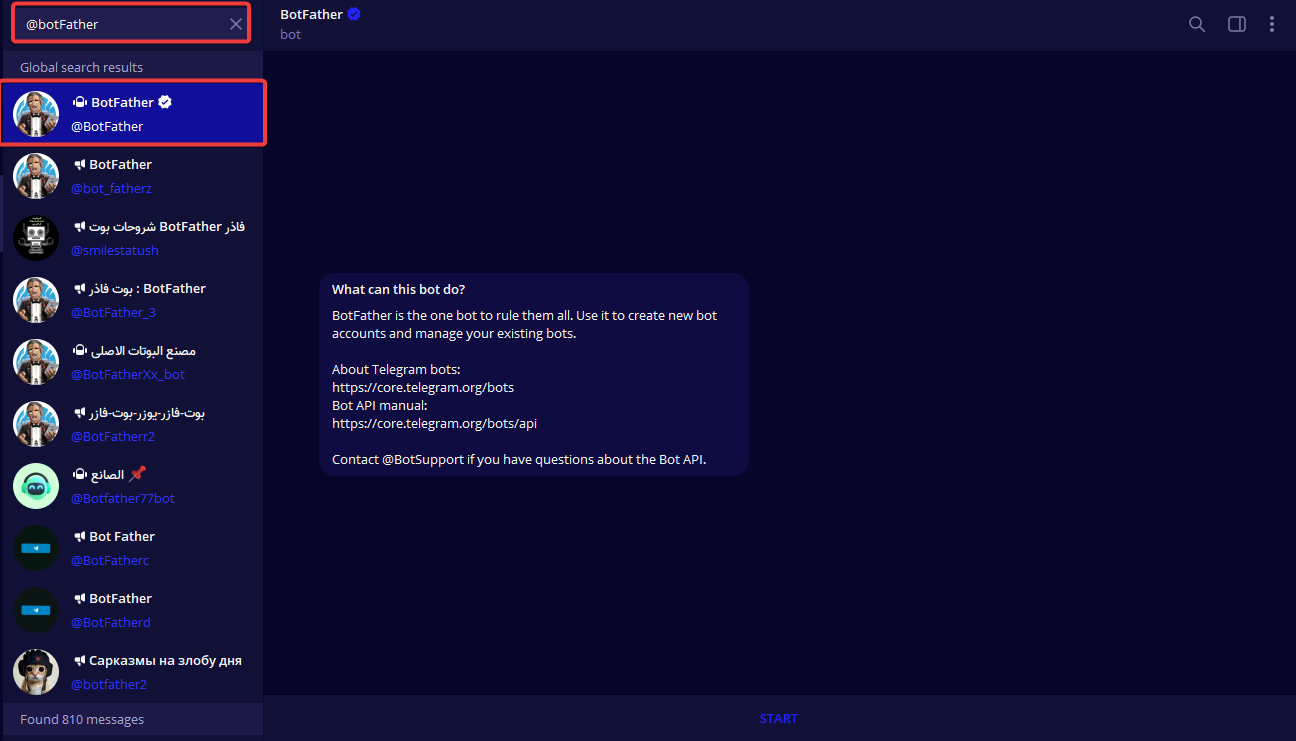 @botFather
Global search results
BotFather
@BotFather
BotFather
@bot_fatherz
شروحات بوت BotFather فاذر
@smilestatush
بوت فاذر : BotFather
@BotFather_3
مصنع البوتات الاصلي
@BotFatherXx_bot
بوت-فازر-يوزر-بوت-فازر
@BotFatherr2
الصانع
@Botfather77bot
Bot Father
@BotFatherc
BotFather
@BotFatherd
Сарказмы на злобу дня
@botfather2
Found 810 messages
BotFather
bot
What can this bot do?
BotFather is the one bot to rule them all. Use it to create new bot
accounts and manage your existing bots.
About Telegram bots:
https://core.telegram.org/bots
Bot API manual:
https://core.telegram.org/bots/api
Contact @BotSupport if you have questions about the Bot API.
START